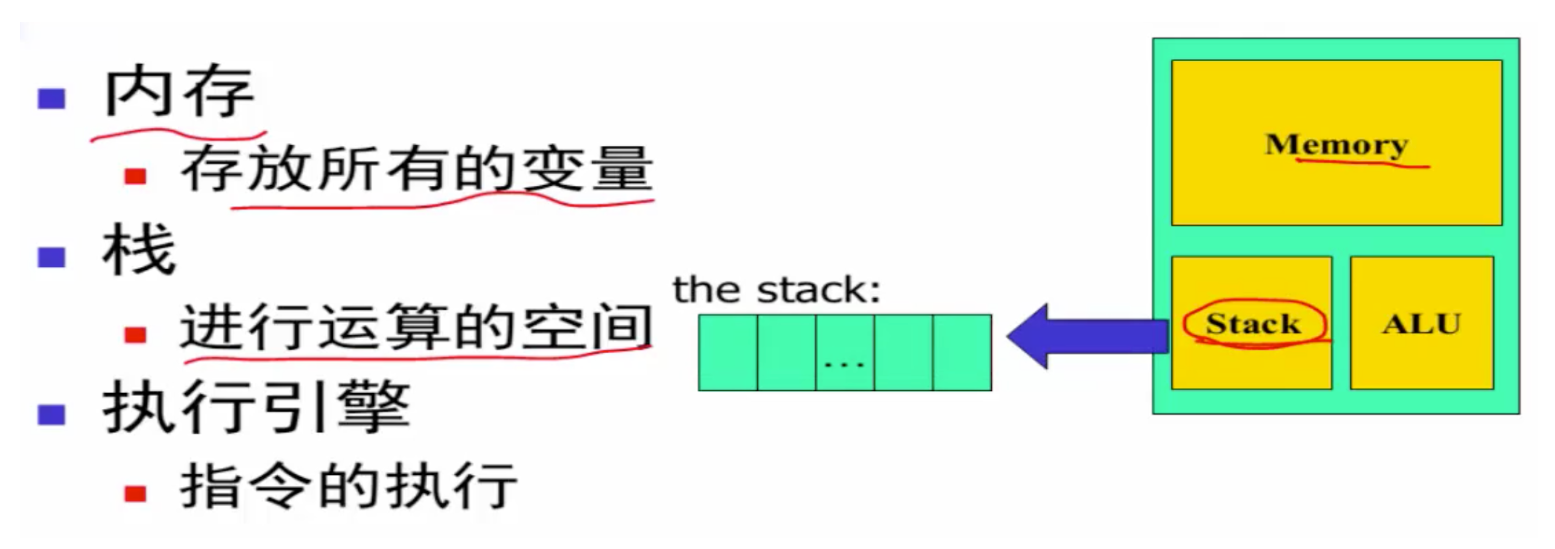 内存
存放所有的变量
栈
进行运算的空间
执行引擎
指令的执行
the stack:
...
Memory
Stack
ALU